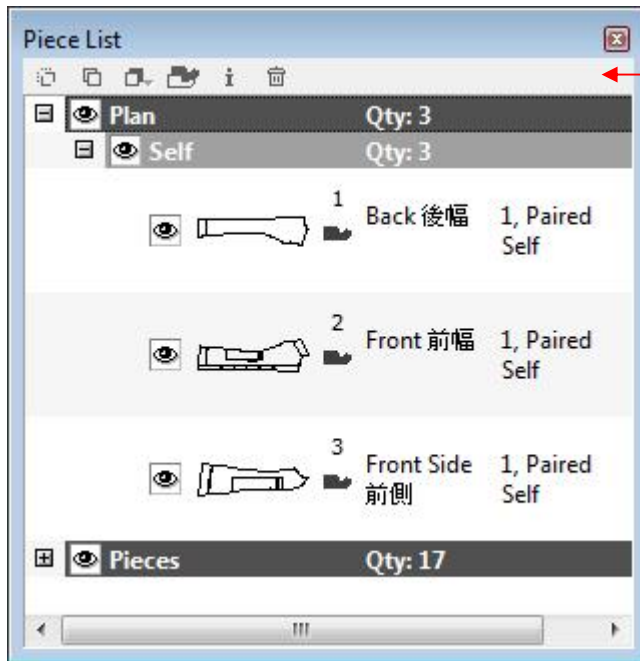 Piece List
Plan Qty: 3
Self Qty: 3
1
Back 後幅 1, Paired
Self
2
Front 前幅 1, Paired
Self
3
Front Side 1, Paired
前側 Self
Pieces Qty: 17